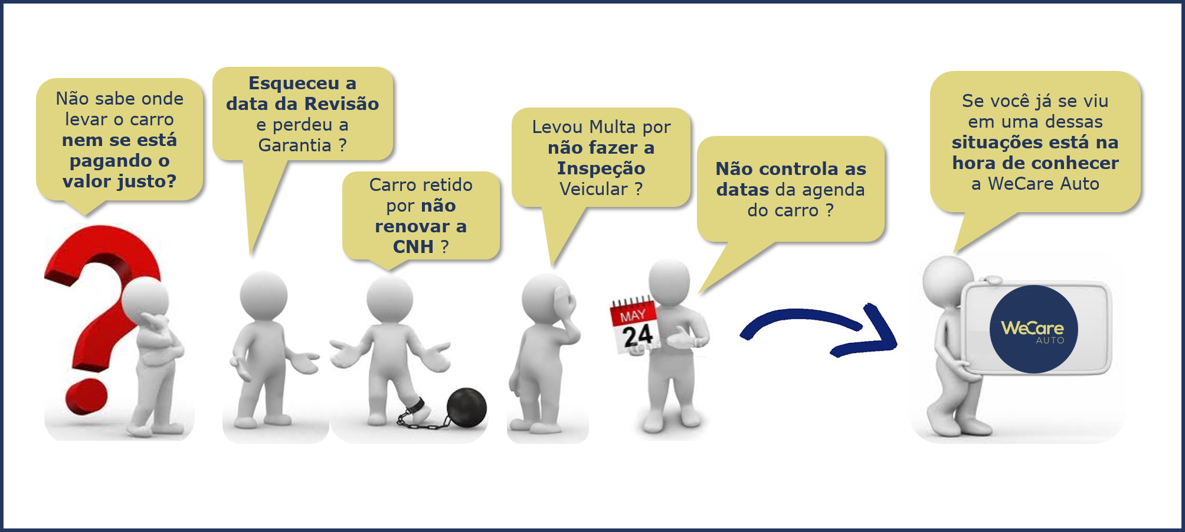 Não sabe onde
levar o carro
nem se está
pagando o
valor justo?
Esqueceu a
data da Revisão
e perdeu a
Garantia ?
Carro retido
por não
renovar a
CNH ?
Levou Multa por
não fazer a
Inspeção
Veicular ?
Não controla as
datas da agenda
do carro ?
MAY
24
Se você já se viu
em uma dessas
situações está na
hora de conhecer
a WeCare Auto
WeCare
AUTO